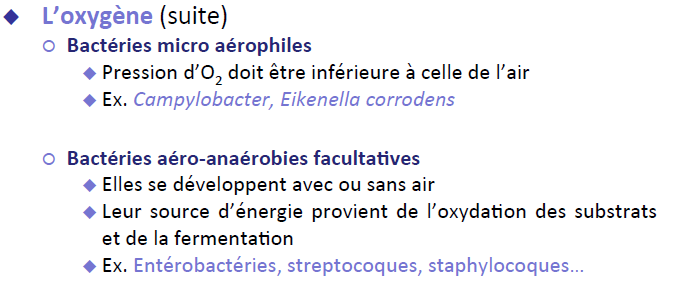 ◆ L’oxygène (suite)
○ Bactéries micro aérophiles
◆ Pression d’O₂ doit être inférieure à celle de l’air
◆ Ex. Campylobacter, Eikenella corrodens
○ Bactéries aéro-anaérobies facultatives
◆ Elles se développent avec ou sans air
◆ Leur source d’énergie provient de l’oxydation des substrats
et de la fermentation
◆ Ex. Entérobactéries, streptocoques, staphylocoques…